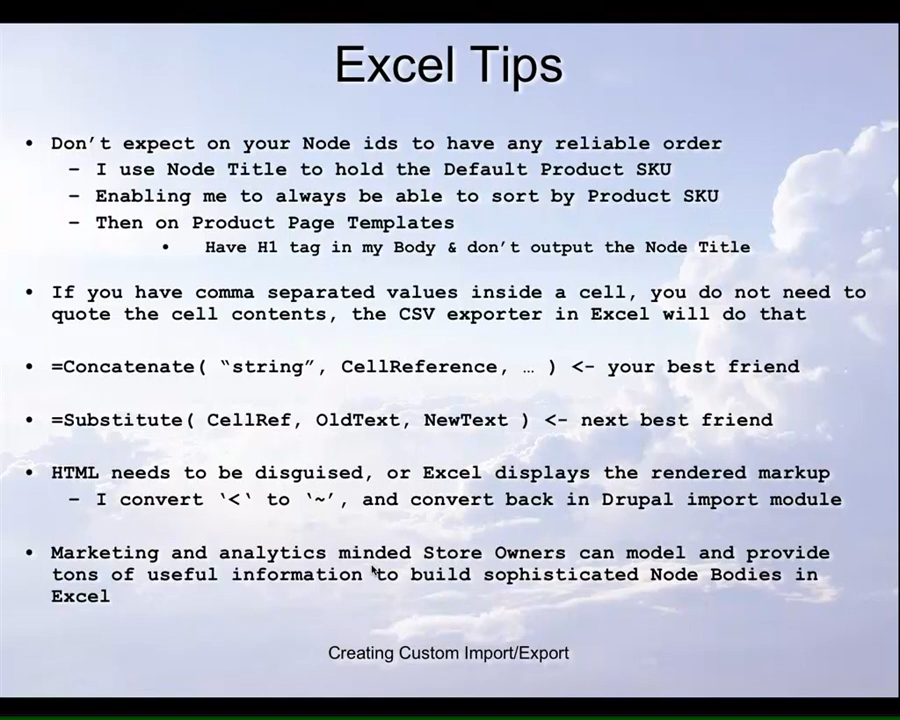 Excel Tips
• Don’t expect on your Node ids to have any reliable order
– I use Node Title to hold the Default Product SKU
– Enabling me to always be able to sort by Product SKU
– Then on Product Page Templates
• Have H1 tag in my Body & don’t output the Node Title
• If you have comma separated values inside a cell, you do not need to
quote the cell contents, the CSV exporter in Excel will do that
• =Concatenate( “string”, CellReference, … ) <- your best friend
• =Substitute( CellRef, OldText, NewText ) <- next best friend
• HTML needs to be disguised, or Excel displays the rendered markup
– I convert ‘<‘ to ‘~’, and convert back in Drupal import module
• Marketing and analytics minded Store Owners can model and provide
tons of useful information to build sophisticated Node Bodies in
Excel
Creating Custom Import/Export